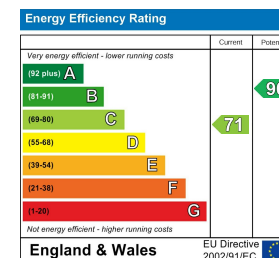 Energy Efficiency Rating
Current
Very energy efficient - lower running costs
(92 plus) A
(81-91) B
(69-80) C
71
(55-68) D
(39-54) E
(21-38) F
(1-20) G
Not energy efficient - higher running costs
England & Wales
EU Directive
2002/91/EC